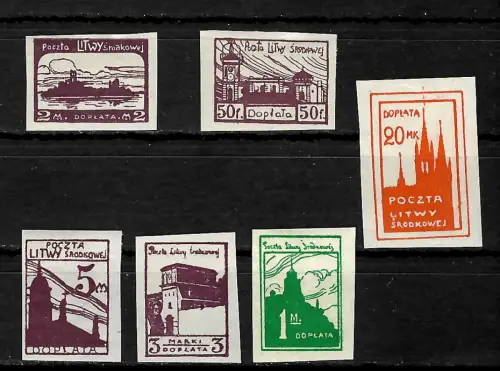 Poczta LITWY Środkowej
2 M. DOPŁATA. M 2
Poczta Litwy Środkowej
50f. Dopłata 50f.
DOPŁATA
20 MK
POCZTA
LITWY
ŚRODKOWEJ
POCZTA
LITWY
ŚRODKOWEJ
5
M
DOPŁATA
Poczta Litwy Środkowej
3 MARKI 3
DOPŁATA
Poczta Litwy Środkowej
1 M.
DOPŁATA